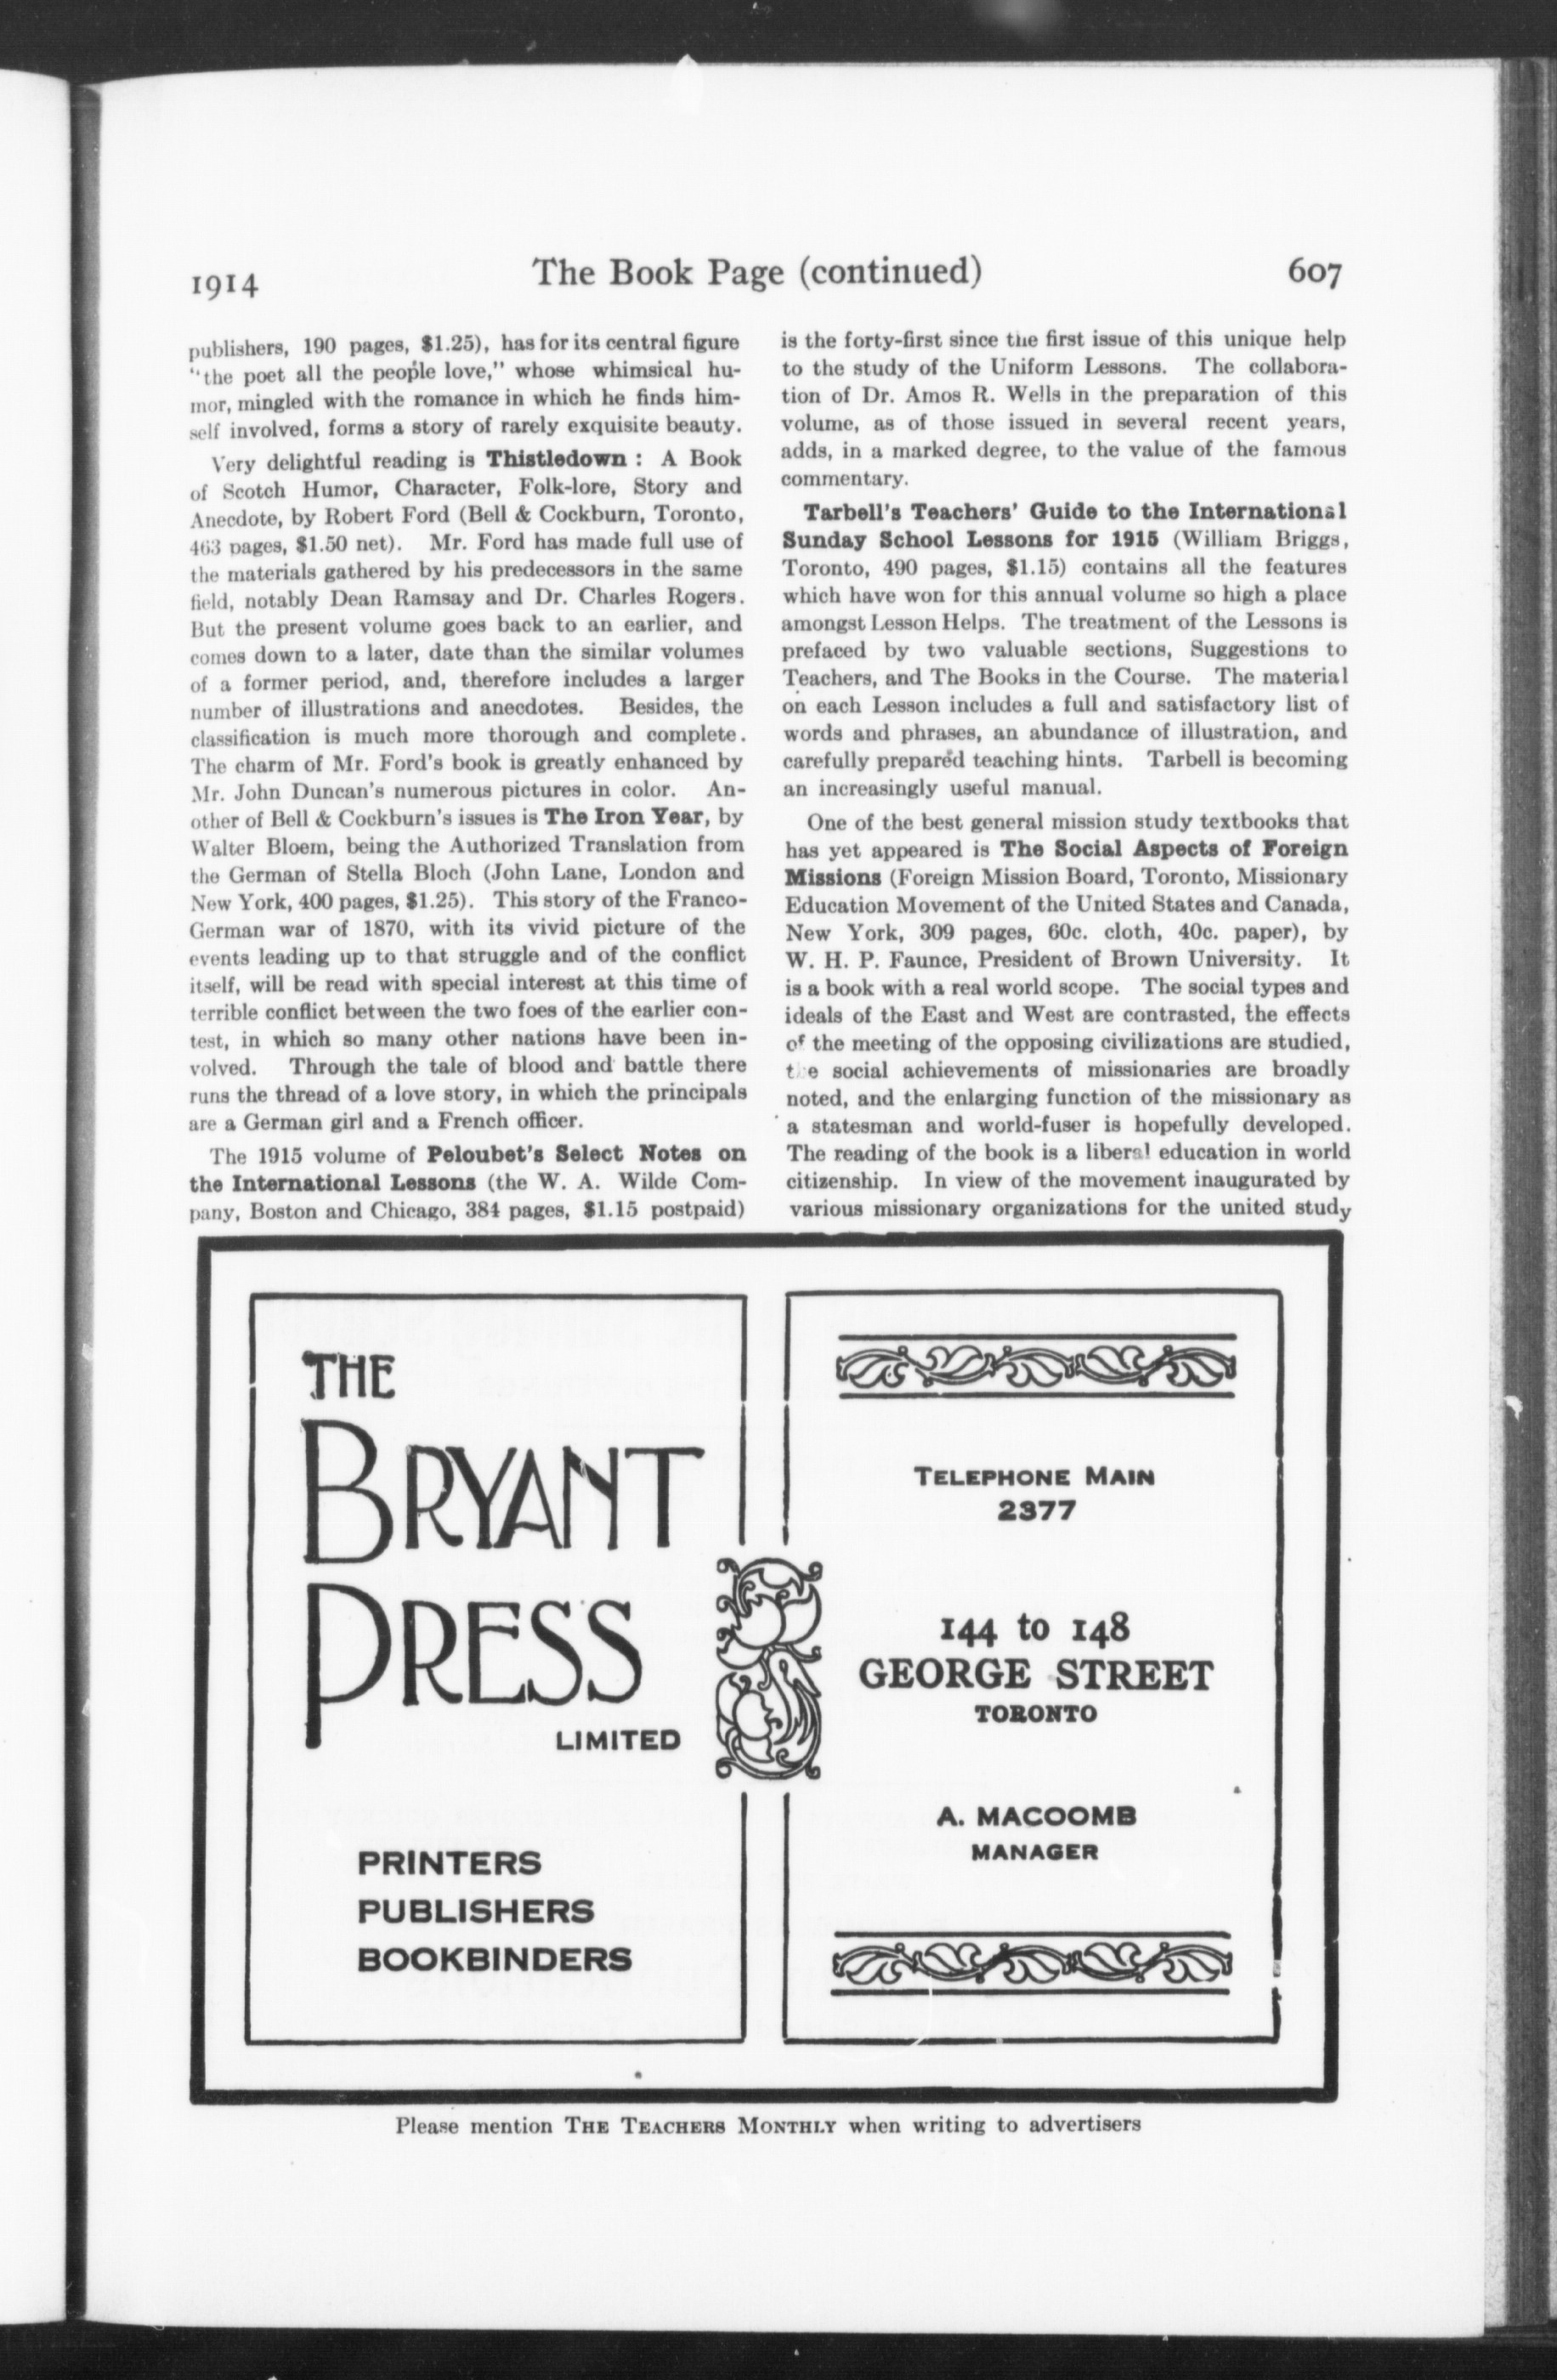 1914
The Book Page (continued)
607
publishers, 190 pages, $1.25), has for its central figure
"the poet all the people love," whose whimsical hu-
mor, mingled with the romance in which he finds him-
self involved, forms a story of rarely exquisite beauty.
Very delightful reading is Thistledown : A Book
of Scotch Humor, Character, Folk-lore, Story and
Anecdote, by Robert Ford (Bell & Cockburn, Toronto,
463 pages, $1.50 net). Mr. Ford has made full use of
the materials gathered by his predecessors in the same
field, notably Dean Ramsay and Dr. Charles Rogers.
But the present volume goes back to an earlier, and
comes down to a later, date than the similar volumes
of a former period, and, therefore includes a larger
number of illustrations and anecdotes. Besides, the
classification is much more thorough and complete.
The charm of Mr. Ford's book is greatly enhanced by
Mr. John Duncan's numerous pictures in color. An-
other of Bell & Cockburn's issues is The Iron Year, by
Walter Bloem, being the Authorized Translation from
the German of Stella Bloch (John Lane, London and
New York, 400 pages, $1.25). This story of the Franco-
German war of 1870, with its vivid picture of the
events leading up to that struggle and of the conflict
itself, will be read with special interest at this time of
terrible conflict between the two foes of the earlier con-
test, in which so many other nations have been in-
volved. Through the tale of blood and battle there
runs the thread of a love story, in which the principals
are a German girl and a French officer.
The 1915 volume of Peloubet's Select Notes on
the International Lessons (the W. A. Wilde Com-
pany, Boston and Chicago, 384 pages, $1.15 postpaid)
is the forty-first since the first issue of this unique help
to the study of the Uniform Lessons. The collabora-
tion of Dr. Amos R. Wells in the preparation of this
volume, as of those issued in several recent years,
adds, in a marked degree, to the value of the famous
commentary.
Tarbell's Teachers' Guide to the International
Sunday School Lessons for 1915 (William Briggs,
Toronto, 490 pages, $1.15) contains all the features
which have won for this annual volume so high a place
amongst Lesson Helps. The treatment of the Lessons is
prefaced by two valuable sections, Suggestions to
Teachers, and The Books in the Course. The material
on each Lesson includes a full and satisfactory list of
words and phrases, an abundance of illustration, and
carefully prepared teaching hints. Tarbell is becoming
an increasingly useful manual.
One of the best general mission study textbooks that
has yet appeared is The Social Aspects of Foreign
Missions (Foreign Mission Board, Toronto, Missionary
Education Movement of the United States and Canada,
New York, 309 pages, 60c. cloth, 40c. paper), by
W. H. P. Faunce, President of Brown University. It
is a book with a real world scope. The social types and
ideals of the East and West are contrasted, the effects
of the meeting of the opposing civilizations are studied,
the social achievements of missionaries are broadly
noted, and the enlarging function of the missionary as
a statesman and world-fuser is hopefully developed.
The reading of the book is a liberal education in world
citizenship. In view of the movement inaugurated by
various missionary organizations for the united study
THE
BRYANT
PRESS
LIMITED
PRINTERS
PUBLISHERS
BOOKBINDERS
TELEPHONE MAIN
2377
144 to 148
GEORGE STREET
TORONTO
A. MACOOMB
MANAGER
Please mention THE TEACHERS MONTHLY when writing to advertisers